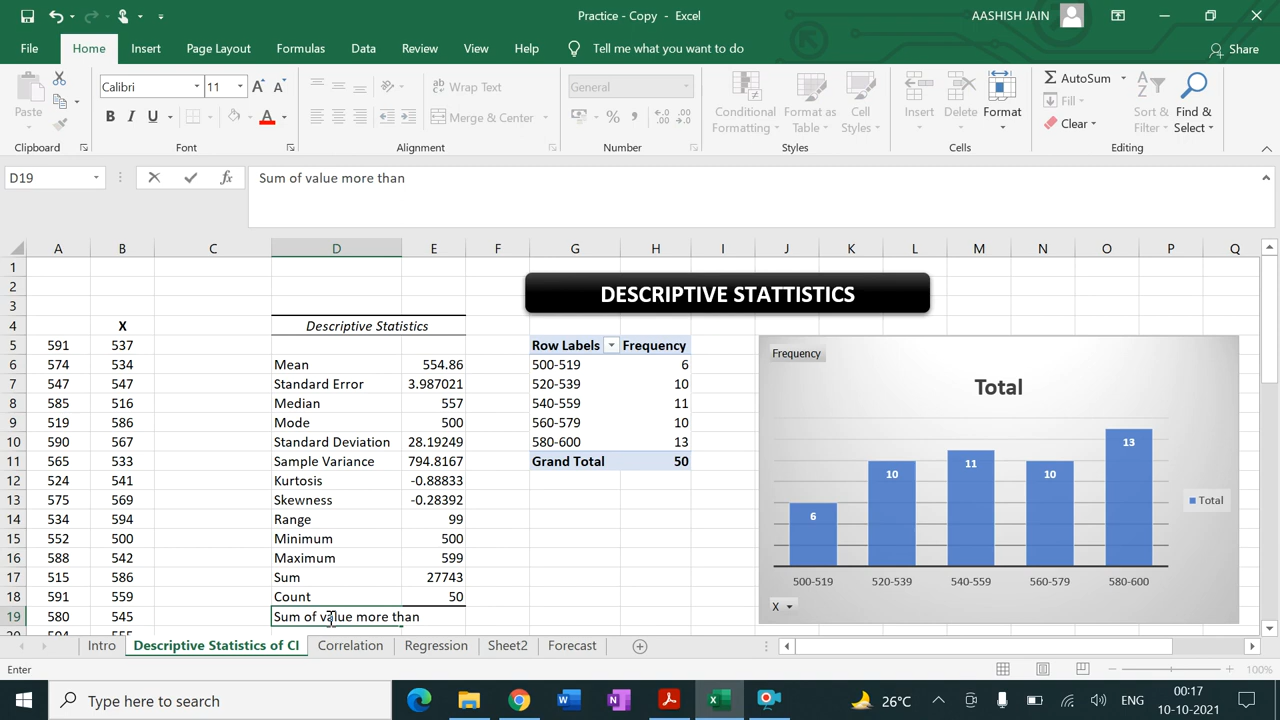 Practice - Copy - Excel
AASHISH JAIN
File Home Insert Page Layout Formulas Data Review View Help Tell me what you want to do Share
Paste
Calibri 11
B I U A
Wrap Text
Merge & Center
General
% , 
Conditional Formatting
Format as Table
Cell Styles
Insert Delete Format
AutoSum
Fill
Clear
Sort & Filter
Find & Select
Clipboard Font Alignment Number Styles Cells Editing
D19 fx Sum of value more than
A B C D E F G H I J K L M N O P Q
1
2 DESCRIPTIVE STATTISTICS
3
4 X Descriptive Statistics
5 591 537 Row Labels Frequency
6 574 534 Mean 554.86 500-519 6
7 547 547 Standard Error 3.987021 520-539 10
8 585 516 Median 557 540-559 11
9 519 586 Mode 500 560-579 10
10 590 567 Standard Deviation 28.19249 580-600 13
11 565 533 Sample Variance 794.8167 Grand Total 50
12 524 541 Kurtosis -0.88833
13 575 569 Skewness -0.28392
14 534 594 Range 99
15 552 500 Minimum 500
16 588 542 Maximum 599
17 515 586 Sum 27743
18 591 559 Count 50
19 580 545 Sum of value more than
Frequency
Total
6 10 11 10 13
Total
500-519 520-539 540-559 560-579 580-600
X
Intro Descriptive Statistics of CI Correlation Regression Sheet2 Forecast
Enter 100%
Type here to search
26°C
ENG
00:17
10-10-2021